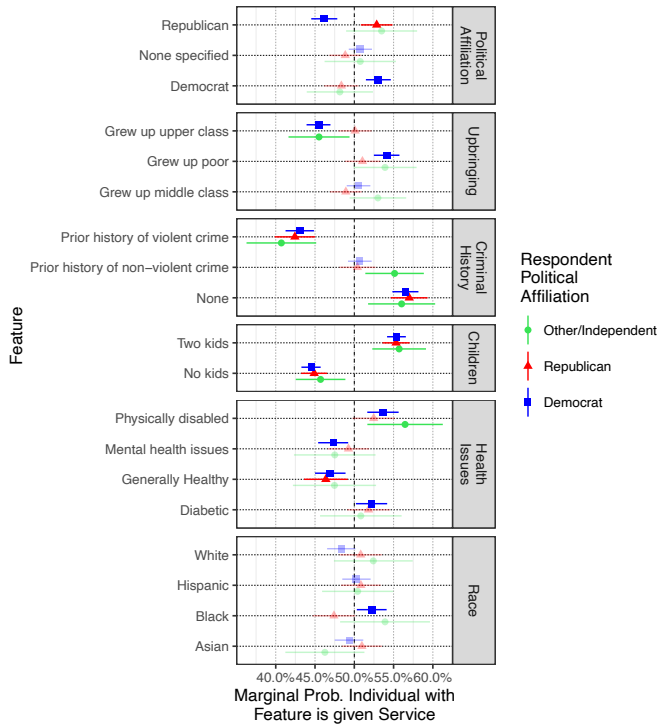 Republican
None specified
Democrat
Political
Affiliation
Grew up upper class
Grew up poor
Grew up middle class
Upbringing
Prior history of violent crime
Prior history of non−violent crime
None
Criminal
History
Two kids
No kids
Children
Physically disabled
Mental health issues
Generally Healthy
Diabetic
Health
Issues
White
Hispanic
Black
Asian
Race
Feature
40.0% 45.0% 50.0% 55.0% 60.0%
Marginal Prob. Individual with
Feature is given Service
Respondent
Political
Affiliation
Other/Independent
Republican
Democrat